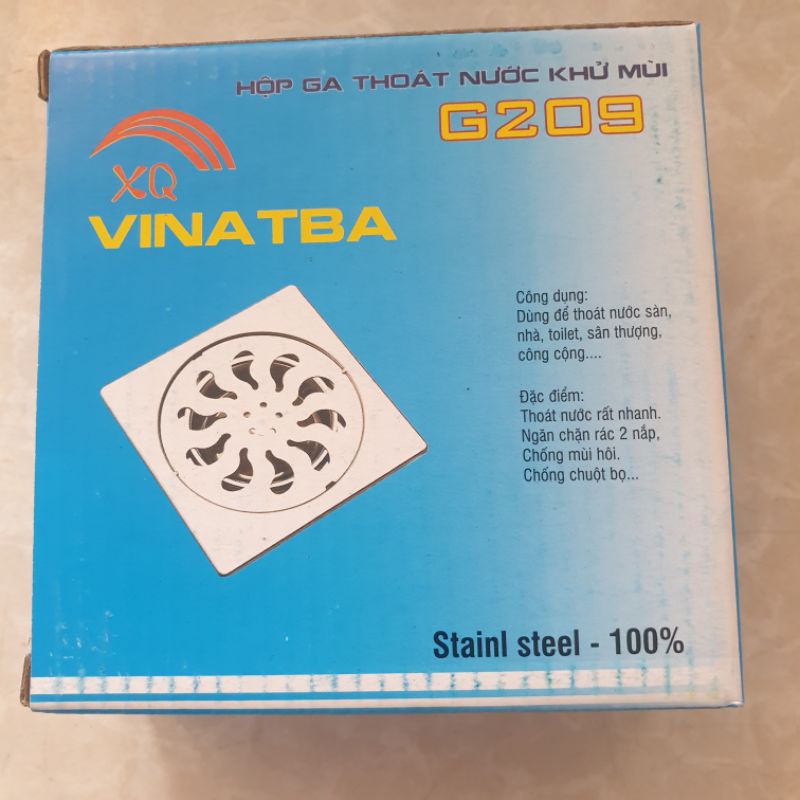 HỘP GA THOÁT NƯỚC KHỬ MÙI
G209
XQ
VINATBA
Công dụng:
Dùng để thoát nước sàn,
nhà, toilet, sân thượng,
công cộng....
Đặc điểm:
Thoát nước rất nhanh.
Ngăn chặn rác 2 nắp,
Chống mùi hôi.
Chống chuột bọ...
Stainl steel - 100%